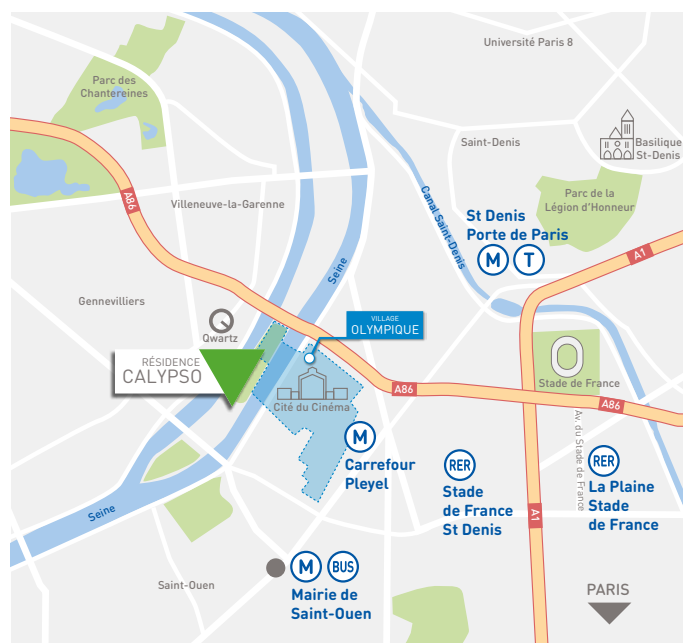 Université Paris 8
Parc des
Chantereines
Saint-Denis
Basilique
St-Denis
A86
Villeneuve-la-Garenne
Canal Saint-Denis
Parc de la
Légion d'Honneur
St Denis
Porte de Paris
M
T
A1
Seine
Gennevilliers
Qwartz
VILLAGE
OLYMPIQUE
RÉSIDENCE
CALYPSO
Stade de France
A86
A86
Cité du Cinéma
M
Carrefour
Pleyel
Av. du Stade de France
RER
Stade
de France
St Denis
RER
La Plaine
Stade
de France
A1
Seine
Saint-Ouen
M
BUS
Mairie de
Saint-Ouen
PARIS